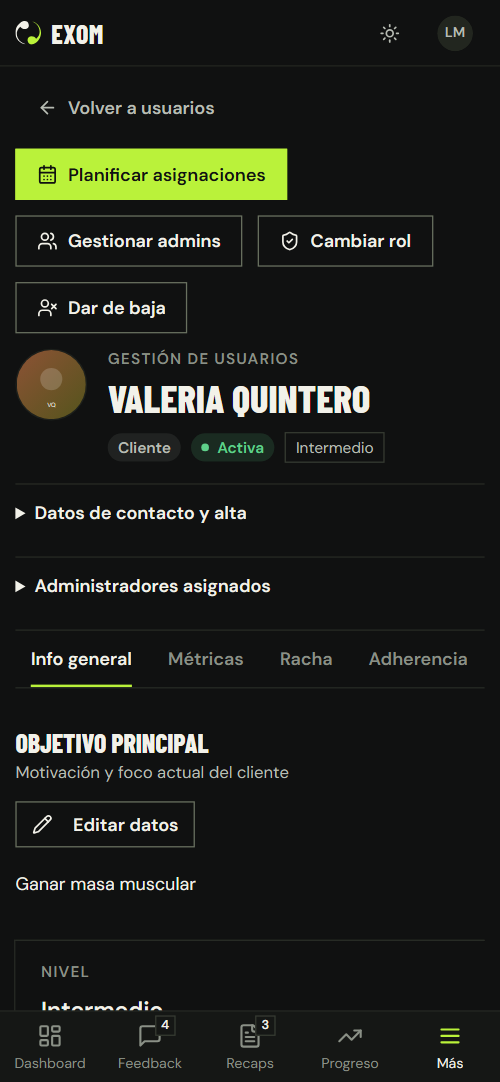 EXOM
LM
Volver a usuarios
Planificar asignaciones
Gestionar admins
Cambiar rol
Dar de baja
VQ
GESTIÓN DE USUARIOS
VALERIA QUINTERO
Cliente
Activa
Intermedio
Datos de contacto y alta
Administradores asignados
Info general
Métricas
Racha
Adherencia
OBJETIVO PRINCIPAL
Motivación y foco actual del cliente
Editar datos
Ganar masa muscular
NIVEL
Intermedio
4
3
Dashboard
Feedback
Recaps
Progreso
Más